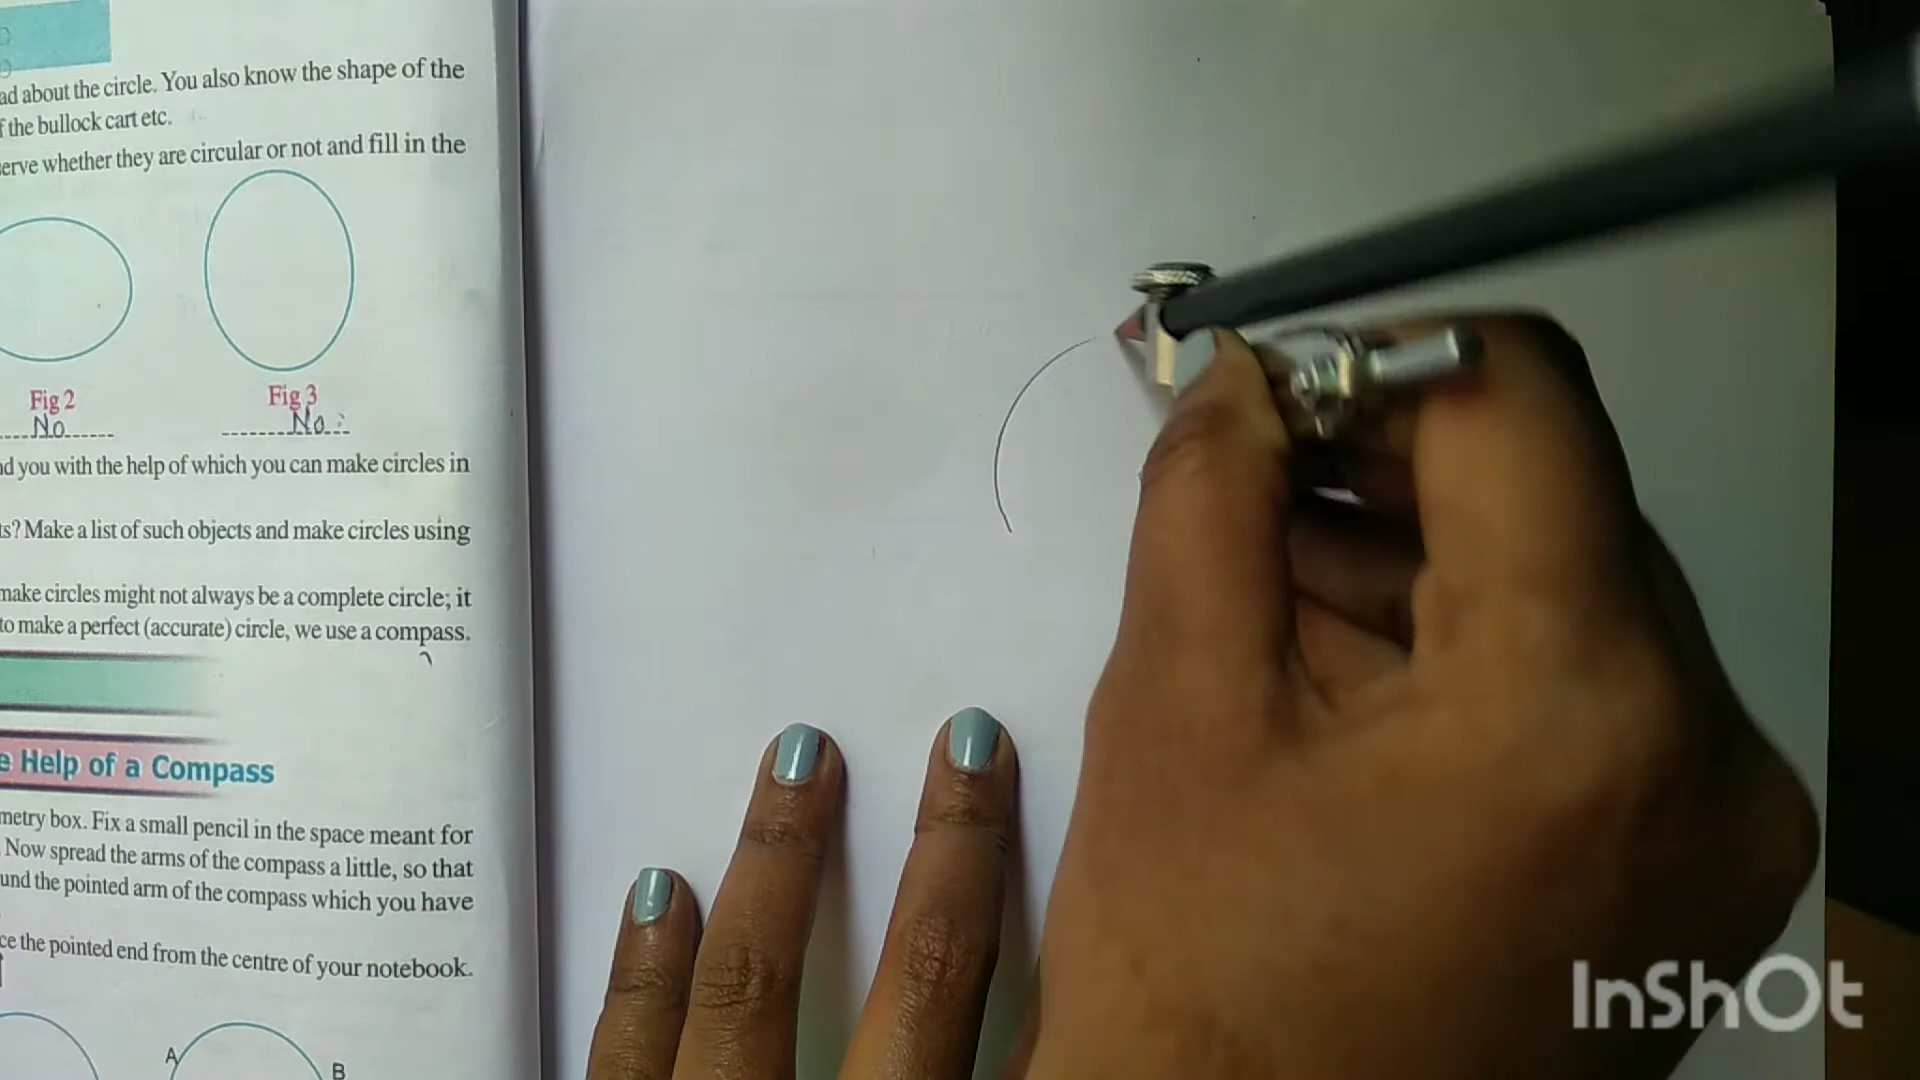 ad about the circle. You also know the shape of the
f the bullock cart etc.
serve whether they are circular or not and fill in the
Fig 2
Fig 3
No
No
nd you with the help of which you can make circles in
ts? Make a list of such objects and make circles using
make circles might not always be a complete circle; it
to make a perfect (accurate) circle, we use a compass.
e Help of a Compass
metry box. Fix a small pencil in the space meant for
. Now spread the arms of the compass a little, so that
und the pointed arm of the compass which you have
ce the pointed end from the centre of your notebook.
A
B
InShOt